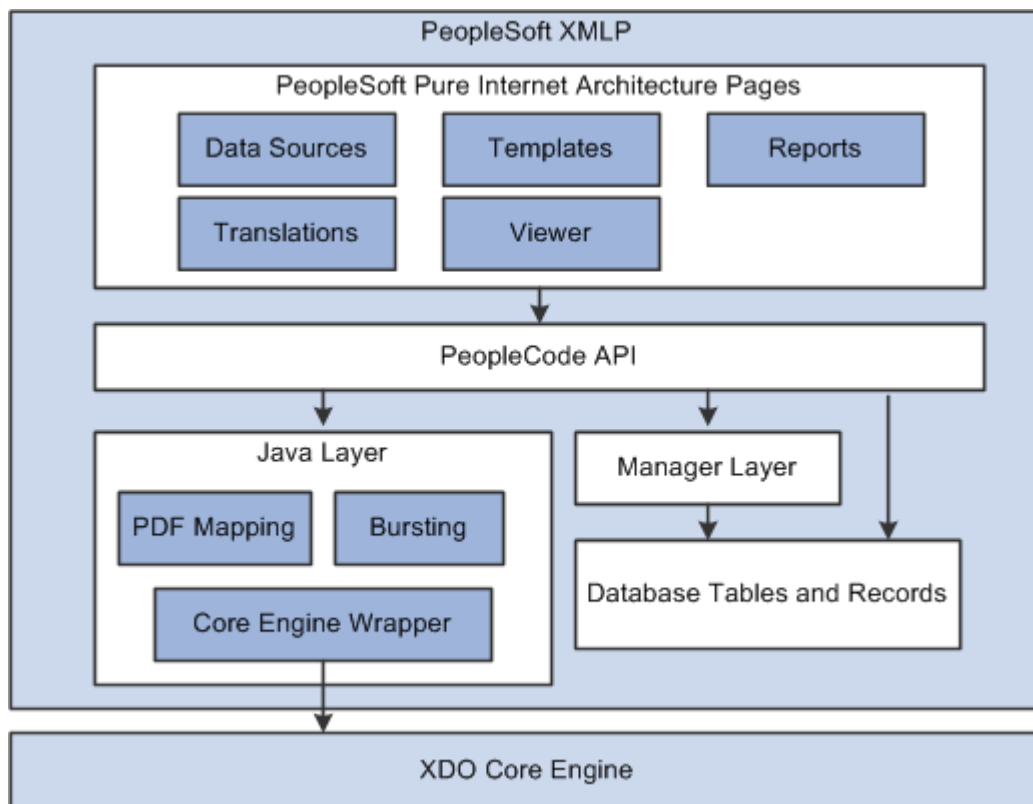 PeopleSoft XMLP
PeopleSoft Pure Internet Architecture Pages
Data Sources
Templates
Reports
Translations
Viewer
PeopleCode API
Java Layer
PDF Mapping
Bursting
Core Engine Wrapper
Manager Layer
Database Tables and Records
XDO Core Engine